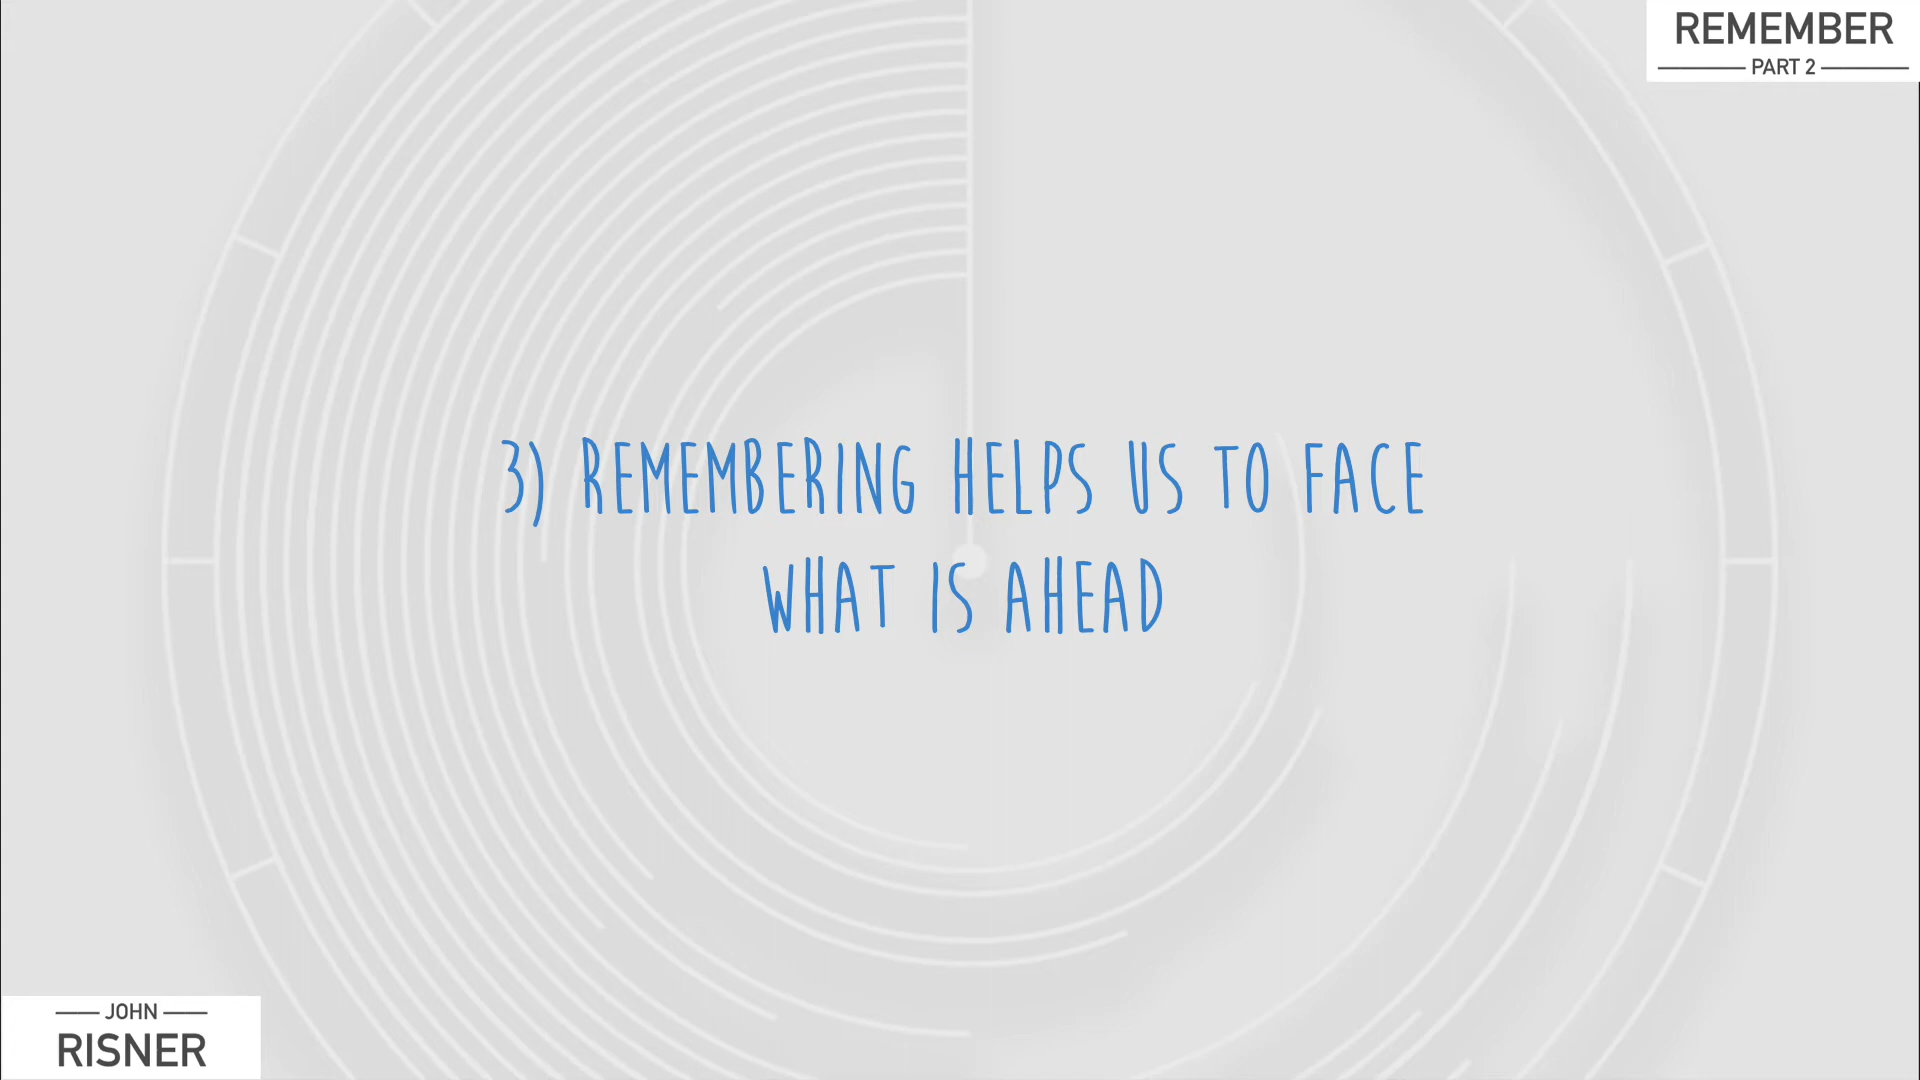 REMEMBER
PART 2
3) REMEMBERING HELPS US TO FACE
WHAT IS AHEAD
JOHN
RISNER